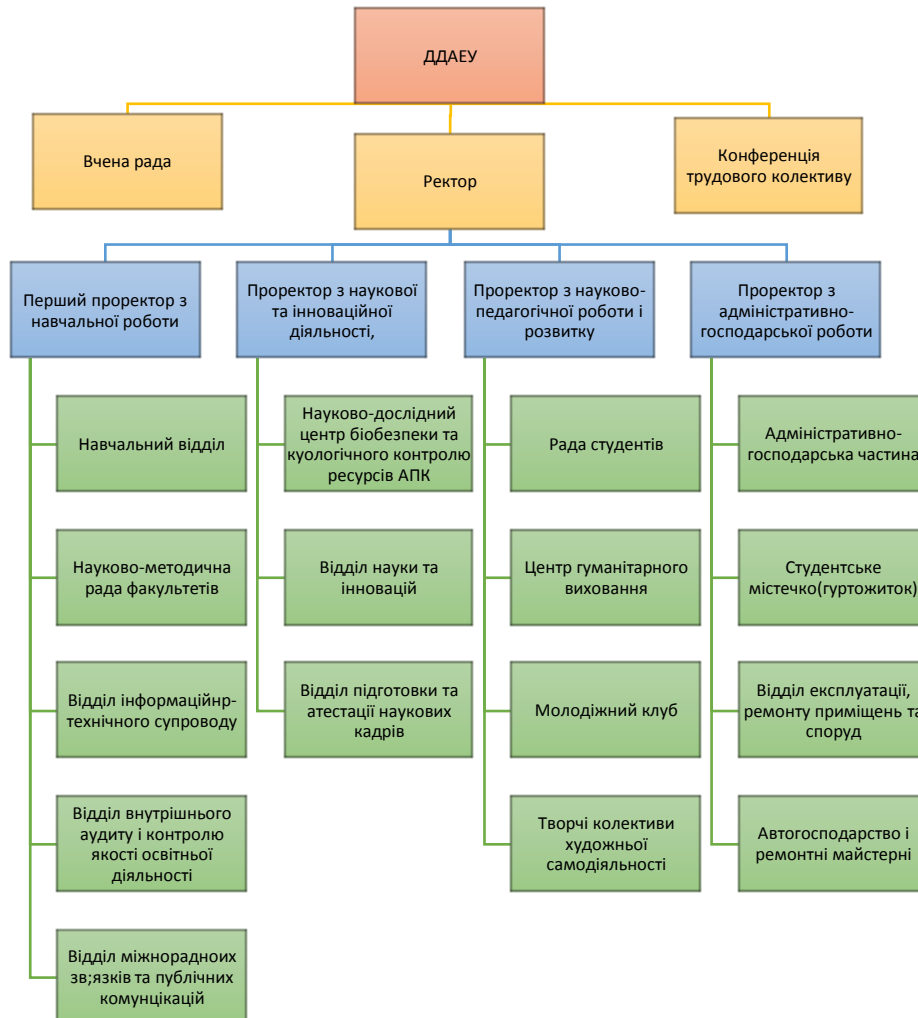 ДДАЕУ
Вчена рада
Ректор
Конференція
трудового колективу
Перший проректор з
навчальної роботи
Проректор з наукової
та інноваційної
діяльності,
Проректор з науково-
педагогічної роботи і
розвитку
Проректор з
адміністративно-
господарської роботи
Навчальний відділ
Науково-методична
рада факультетів
Відділ інформаційнр-
технічного супроводу
Відділ внутрішнього
аудиту і контролю
якості освітньої
діяльності
Відділ міжнорадноих
зв;язків та публічних
комунцікацій
Науково-дослідний
центр біобезпеки та
куологічного контролю
ресурсів АПК
Відділ науки та
інновацій
Відділ підготовки та
атестації наукових
кадрів
Рада студентів
Центр гуманітарного
виховання
Молодіжний клуб
Творчі колективи
художньої
самодіяльності
Адміністративно-
господарська частина
Студентське
містечко(гуртожиток)
Відділ експлуатації,
ремонту приміщень та
споруд
Автогосподарство і
ремонтні майстерні